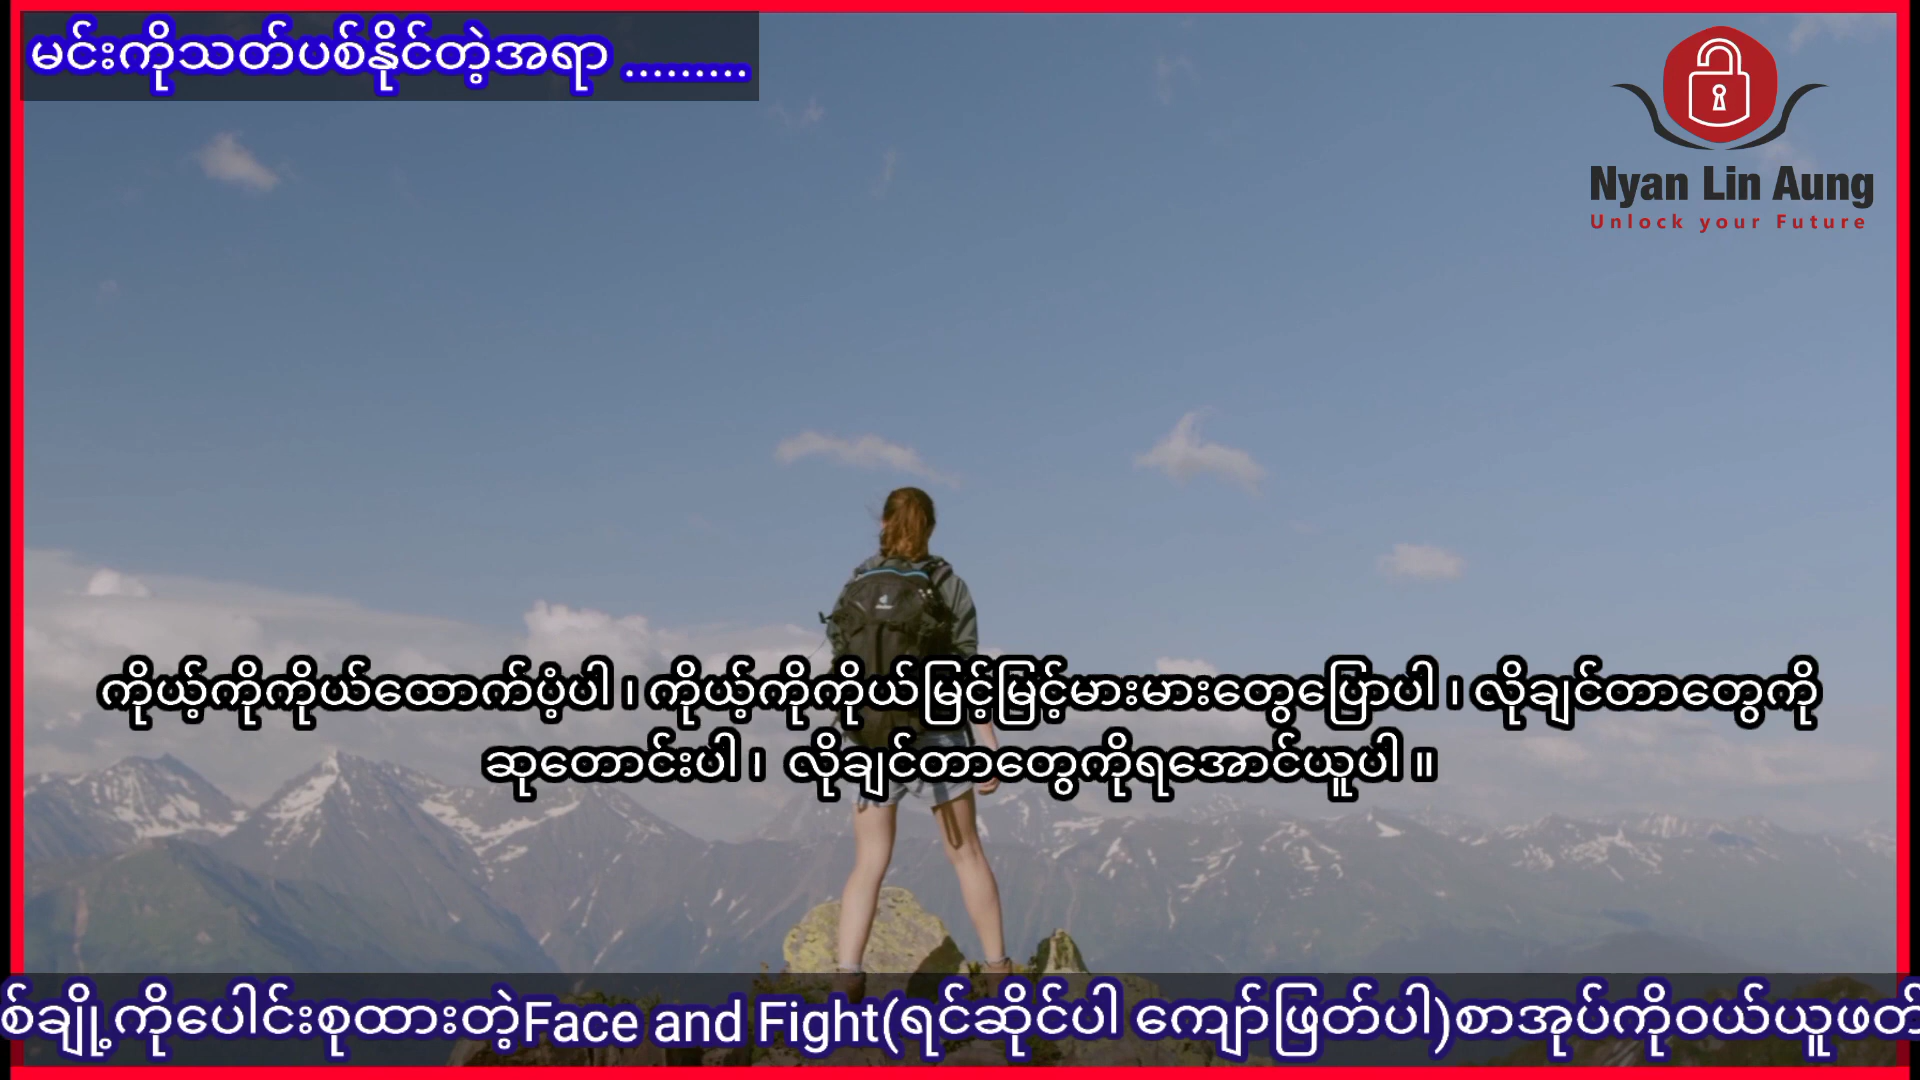 မင်းကိုသတ်ပစ်နိုင်တဲ့အရာ .........
Nyan Lin Aung
Unlock your Future
ကိုယ့်ကိုကိုယ်ထောက်ပံ့ပါ ၊ ကိုယ့်ကိုကိုယ်မြင့်မြင့်မားမားတွေပြောပါ ၊ လိုချင်တာတွေကို
ဆုတောင်းပါ ၊ လိုချင်တာတွေကိုရအောင်ယူပါ ။
စ်ချို့ကိုပေါင်းစုထားတဲ့Face and Fight(ရင်ဆိုင်ပါ ကျော်ဖြတ်ပါ)စာအုပ်ကိုဝယ်ယူဖတ်